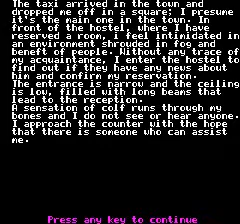 The taxi arrived in the town and
dropped me off in a square: I presume
it's the main one in the town. In
front of the hostel, where I have
reserved a room, i feel intimidated in
an environment shrouded in fog and
beneft of people. Without any trace of
my acquaintance, I enter the hostel to
find out if they have any news about
him and confirm my reservation.
The entrance is narrow and the ceiling
is low, filled with long beams that
lead to the reception.
A sensation of cold runs through my
bones and I do not see or hear anyone.
I approach the counter with the hope
that there is someone who can assist
me.
Press any key to continue